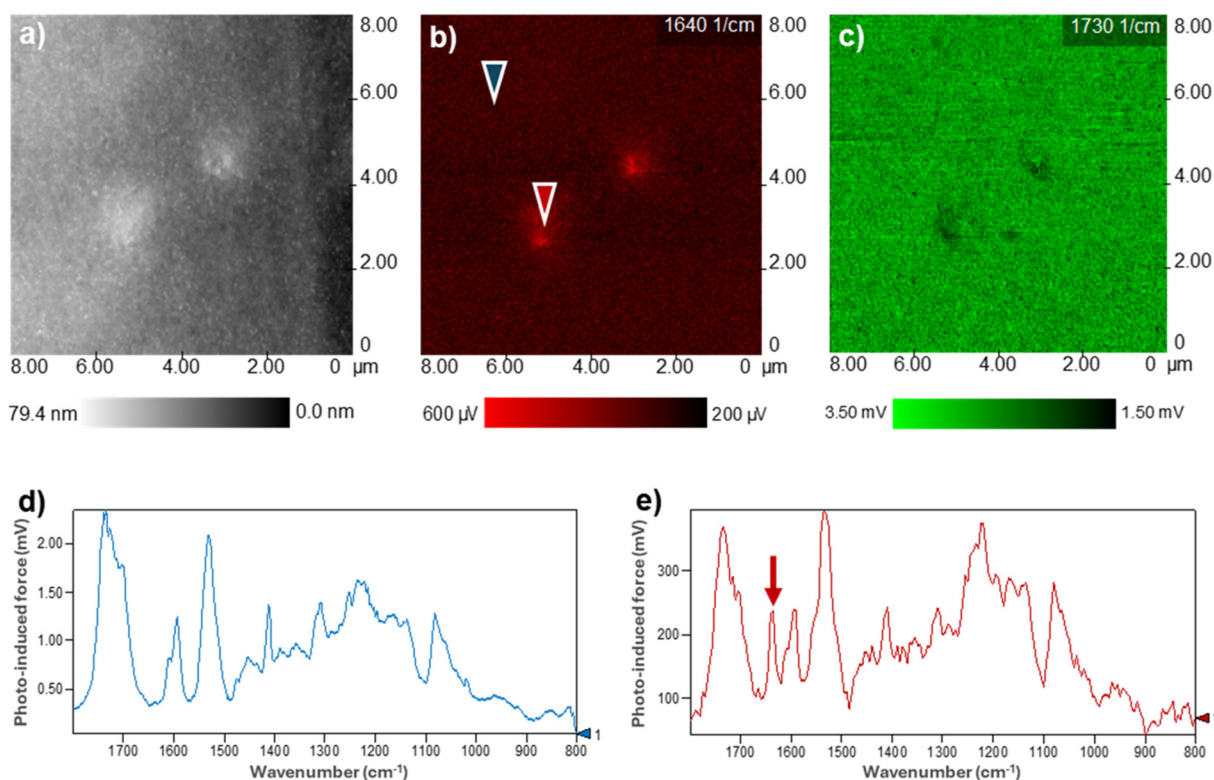 a)
8.00
6.00
4.00
2.00
0
8.00 6.00 4.00 2.00 0 µm
79.4 nm 0.0 nm
b)
1640 1/cm
8.00
6.00
4.00
2.00
0
8.00 6.00 4.00 2.00 0 µm
600 µV 200 µV
c)
1730 1/cm
8.00
6.00
4.00
2.00
0
8.00 6.00 4.00 2.00 0 µm
3.50 mV 1.50 mV
d)
Photo-induced force (mV)
2.00
1.50
1.00
0.50
1
1700 1600 1500 1400 1300 1200 1100 1000 900 800
Wavenumber (cm-1)
e)
Photo-induced force (mV)
300
200
100
1700 1600 1500 1400 1300 1200 1100 1000 900 800
Wavenumber (cm-1)